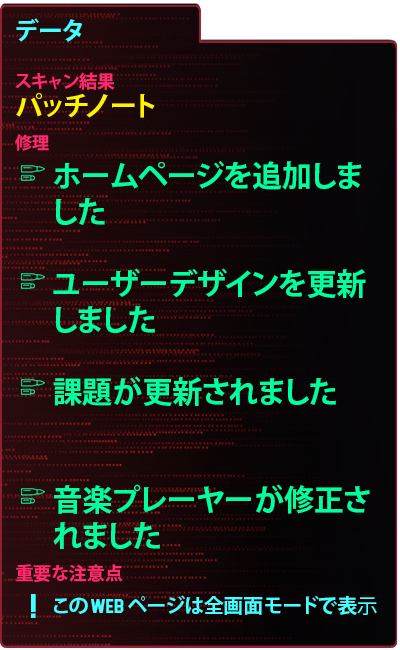 データ
スキャン結果
パッチノート
修理
ホームページを追加しま
した
ユーザーデザインを更新
しました
課題が更新されました
音楽プレーヤーが修正さ
れました
重要な注意点
! このWEBページは全画面モードで表示